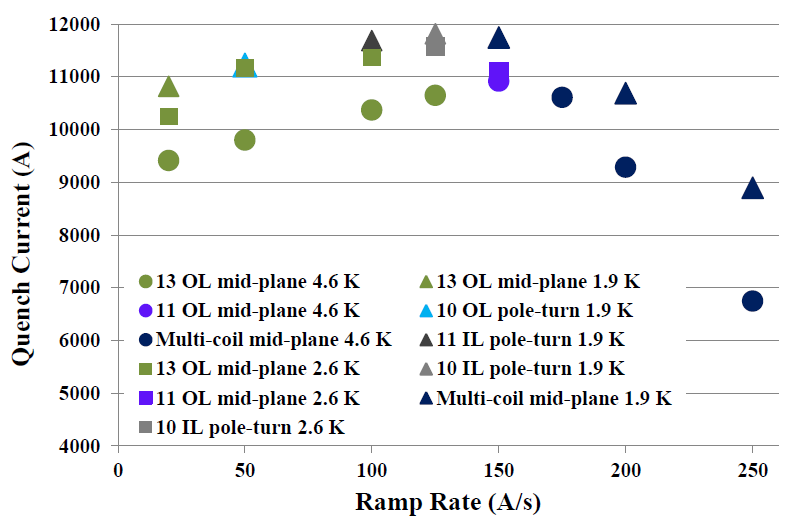 12000
11000
10000
9000
8000
7000
6000
5000
4000
Quench Current (A)
13 OL mid-plane 4.6 K
13 OL mid-plane 1.9 K
11 OL mid-plane 4.6 K
10 OL pole-turn 1.9 K
Multi-coil mid-plane 4.6 K
11 IL pole-turn 1.9 K
13 OL mid-plane 2.6 K
10 IL pole-turn 1.9 K
11 OL mid-plane 2.6 K
Multi-coil mid-plane 1.9 K
10 IL pole-turn 2.6 K
0 50 100 150 200 250
Ramp Rate (A/s)